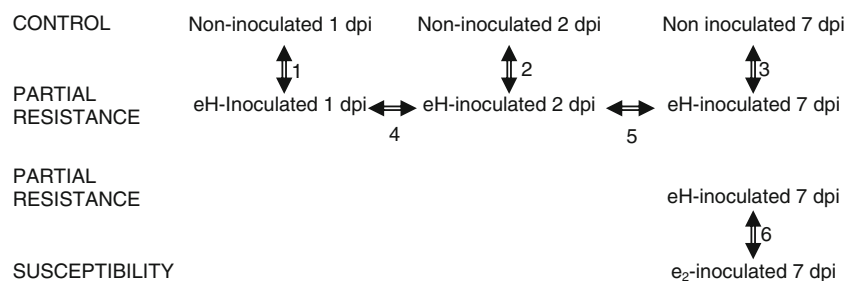 CONTROL Non-inoculated 1 dpi Non-inoculated 2 dpi Non inoculated 7 dpi
1 2 3
PARTIAL RESISTANCE eH-Inoculated 1 dpi eH-inoculated 2 dpi eH-inoculated 7 dpi
4 5
PARTIAL RESISTANCE eH-inoculated 7 dpi
6
SUSCEPTIBILITY e₂-inoculated 7 dpi